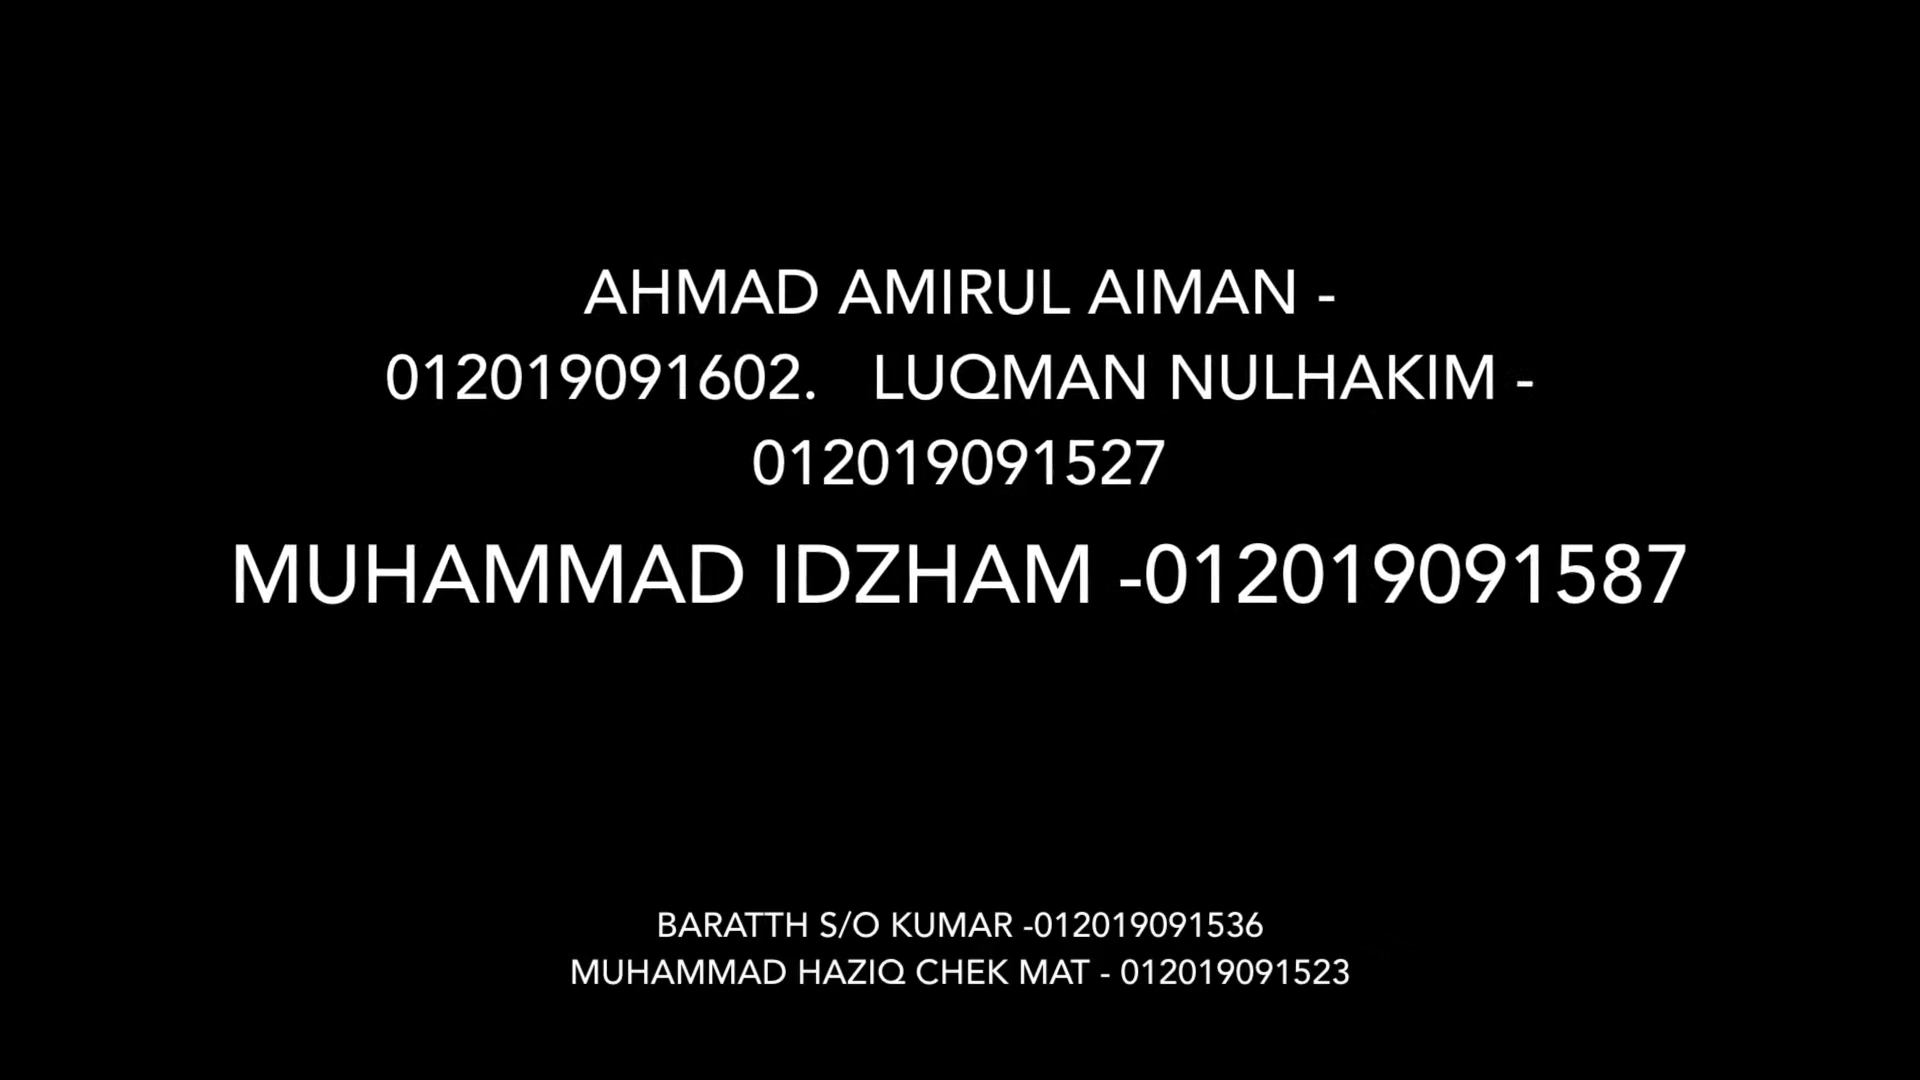 AHMAD AMIRUL AIMAN -
012019091602. LUQMAN NULHAKIM -
012019091527
MUHAMMAD IDZHAM -012019091587
BARATTH S/O KUMAR -012019091536
MUHAMMAD HAZIQ CHEK MAT - 012019091523